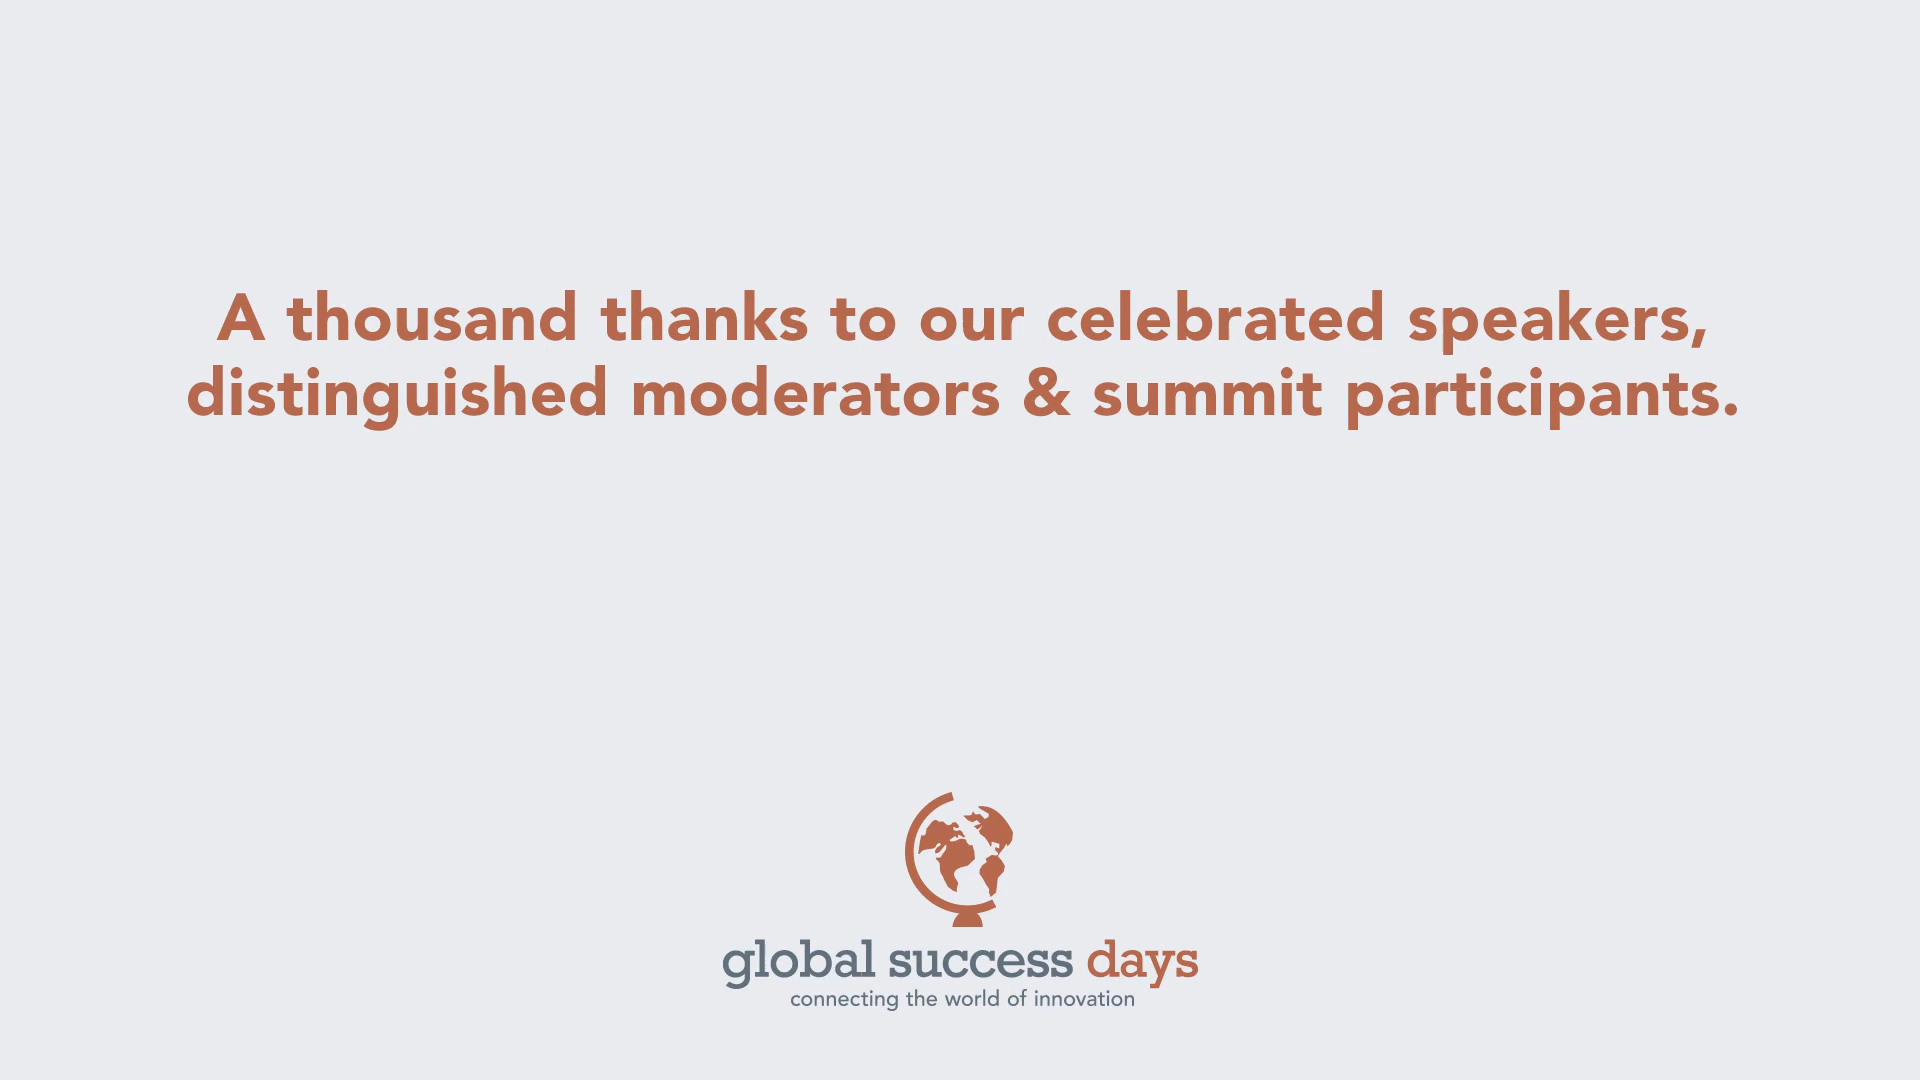 A thousand thanks to our celebrated speakers,
distinguished moderators & summit participants.
global success days
connecting the world of innovation